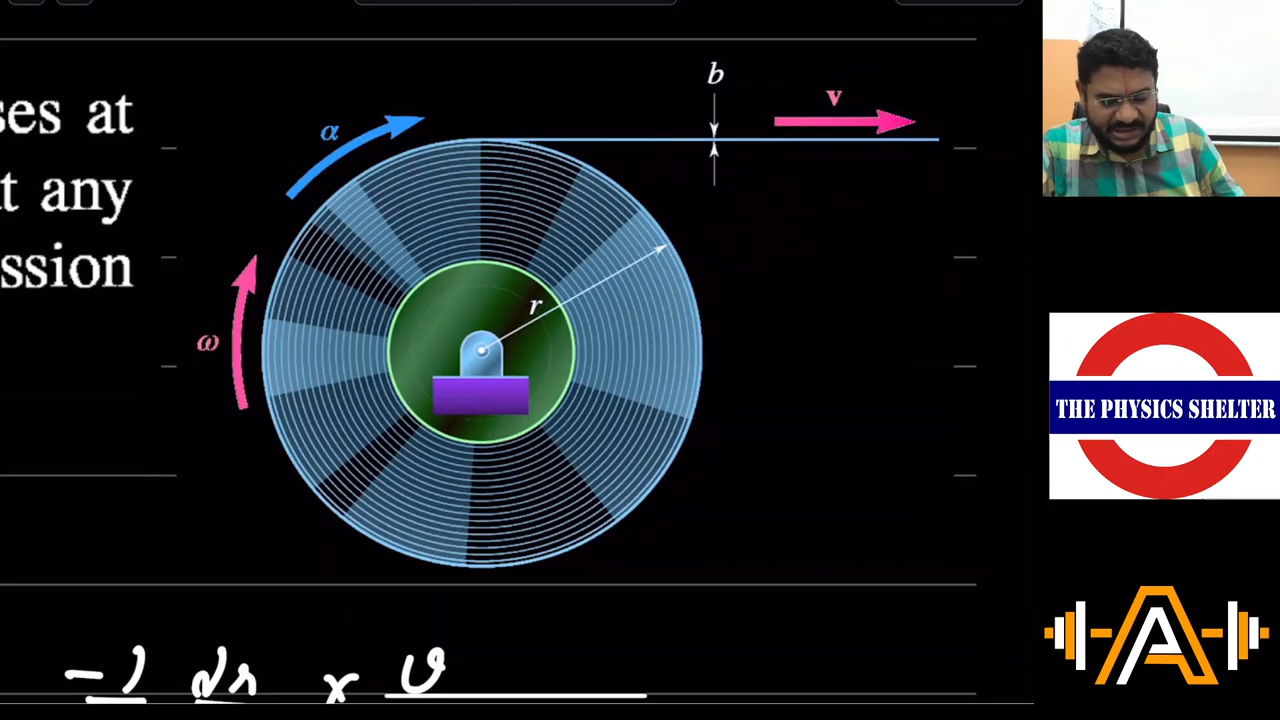 ses at
t any
ssion
α
b
v
r
ω
THE PHYSICS SHELTER
A